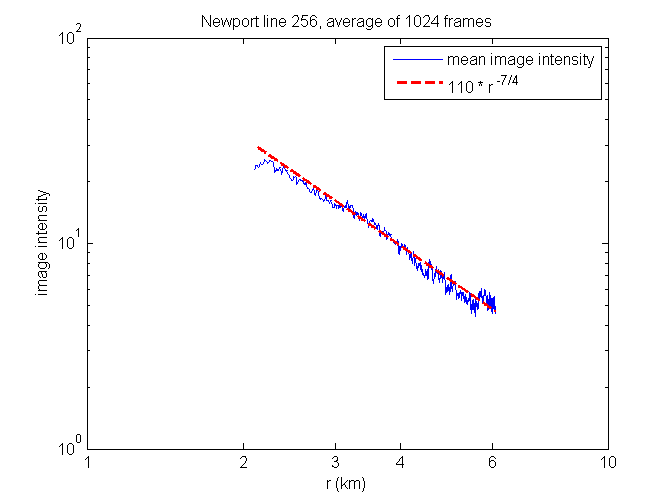 Newport line 256, average of 1024 frames
mean image intensity
110 * r^-7/4
image intensity
10^2
10^1
10^0
1 2 3 4 6 10
r (km)